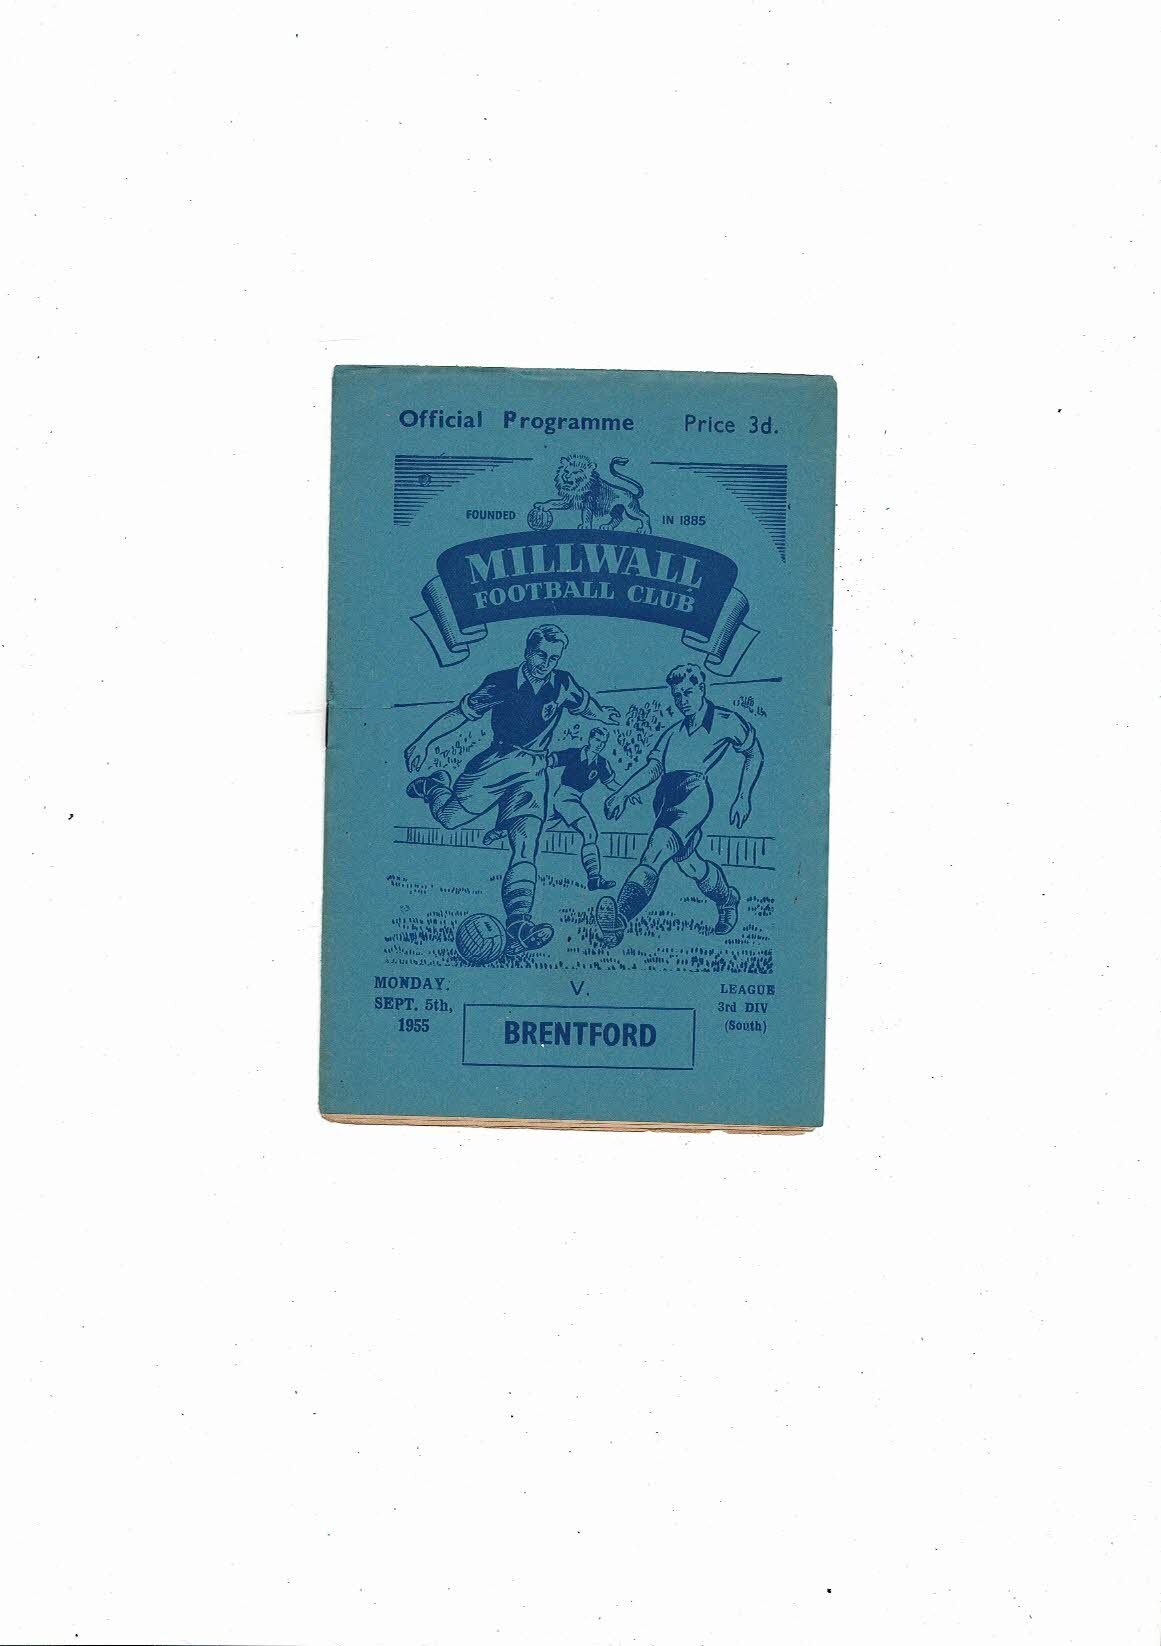 Official Programme Price 3d.
FOUNDED IN 1885
MILLWALL
FOOTBALL CLUB
MONDAY.
SEPT. 5th,
1955
V.
BRENTFORD
LEAGUE
3rd DIV
(South)